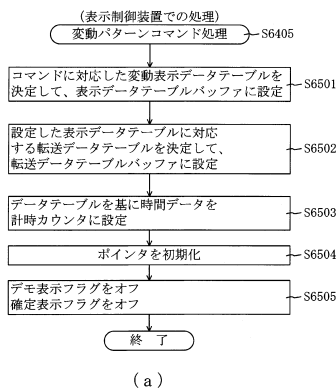 (表示制御装置での処理)
変動パターンコマンド処理
S6405
コマンドに対応した変動表示データテーブルを
決定して、表示データテーブルバッファに設定
S6501
設定した表示データテーブルに対応
する転送データテーブルを決定して、
転送データテーブルバッファに設定
S6502
データテーブルを基に時間データを
計時カウンタに設定
S6503
ポインタを初期化
S6504
デモ表示フラグをオフ
確定表示フラグをオフ
S6505
終 了
(a)